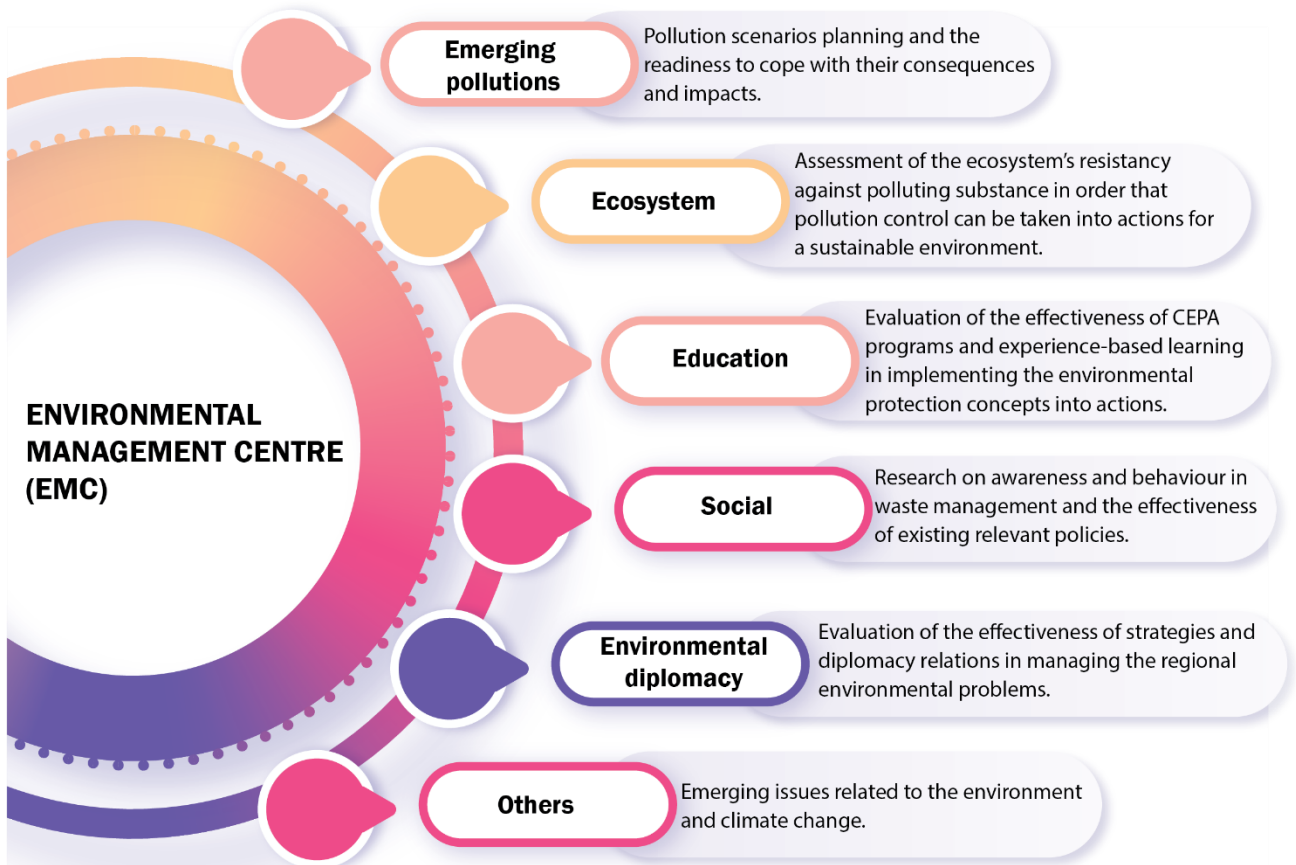 Emerging
pollutions
Pollution scenarios planning and the
readiness to cope with their consequences
and impacts.
Ecosystem
Assessment of the ecosystem's resistancy
against polluting substance in order that
pollution control can be taken into actions for
a sustainable environment.
Education
Evaluation of the effectiveness of CEPA
programs and experience-based learning
in implementing the environmental
protection concepts into actions.
ENVIRONMENTAL
MANAGEMENT CENTRE
(EMC)
Social
Research on awareness and behaviour in
waste management and the effectiveness
of existing relevant policies.
Environmental
diplomacy
Evaluation of the effectiveness of strategies and
diplomacy relations in managing the regional
environmental problems.
Others
Emerging issues related to the environment
and climate change.